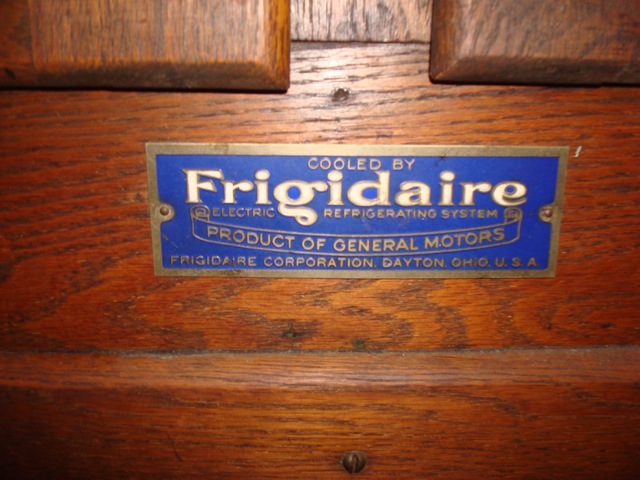 COOLED BY
Frigidaire
ELECTRIC REFRIGERATING SYSTEM
PRODUCT OF GENERAL MOTORS
FRIGIDAIRE CORPORATION, DAYTON, OHIO, U.S.A.